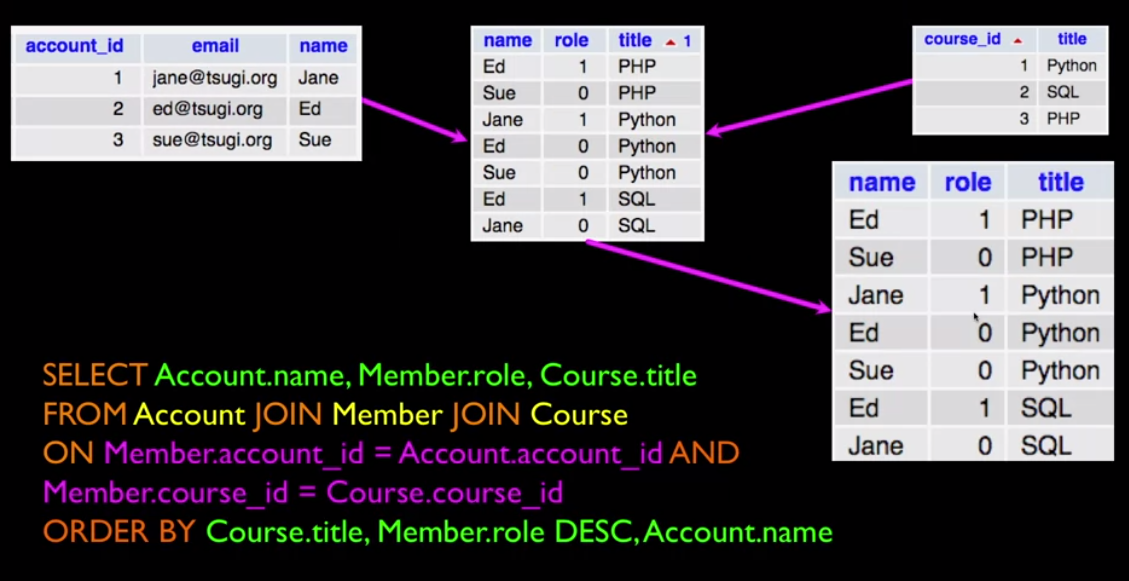 account_id email name
1 jane@tsugi.org Jane
2 ed@tsugi.org Ed
3 sue@tsugi.org Sue
name role title 1
Ed 1 PHP
Sue 0 PHP
Jane 1 Python
Ed 0 Python
Sue 0 Python
Ed 1 SQL
Jane 0 SQL
course_id title
1 Python
2 SQL
3 PHP
name role title
Ed 1 PHP
Sue 0 PHP
Jane 1 Python
Ed 0 Python
Sue 0 Python
Ed 1 SQL
Jane 0 SQL
SELECT Account.name, Member.role, Course.title
FROM Account JOIN Member JOIN Course
ON Member.account_id = Account.account_id AND
Member.course_id = Course.course_id
ORDER BY Course.title, Member.role DESC, Account.name